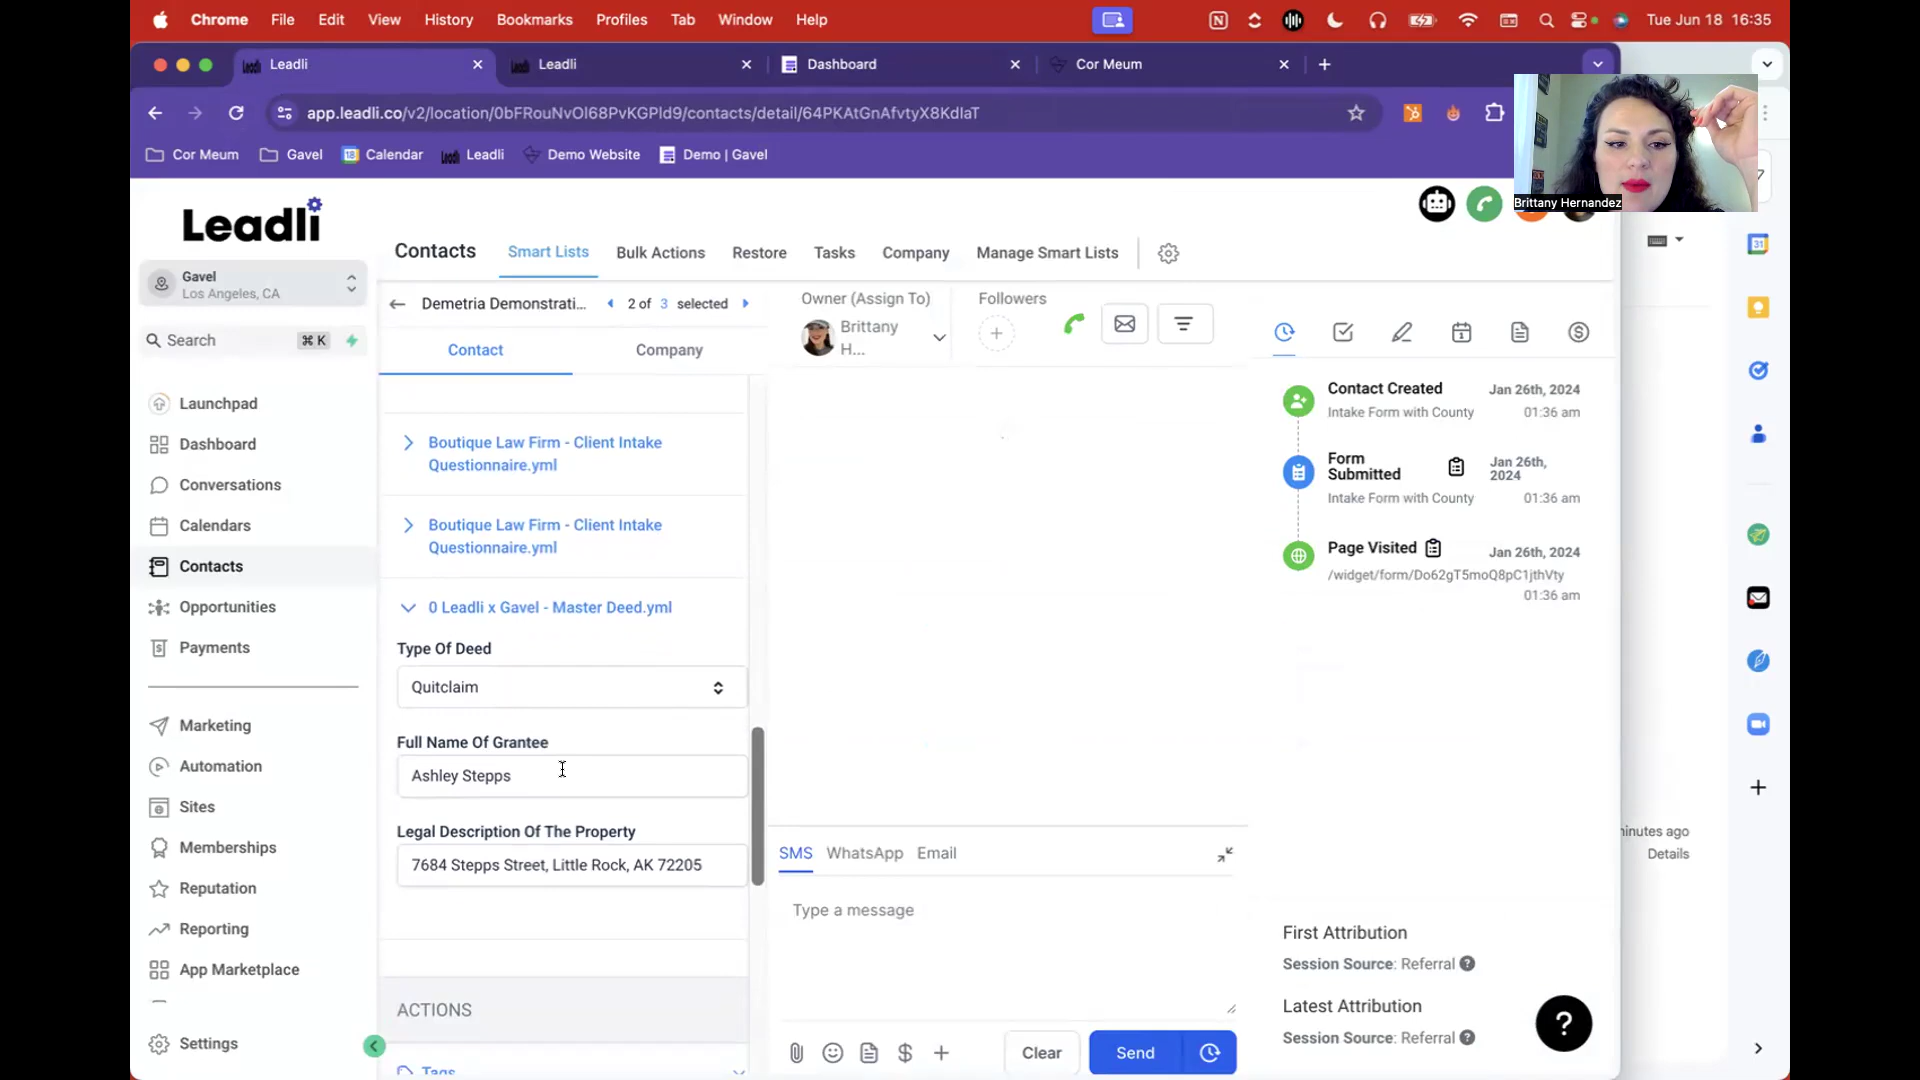 Chrome File Edit View History Bookmarks Profiles Tab Window Help Tue Jun 18 16:35
Leadli Leadli Dashboard Cor Meum
app.leadli.co/v2/location/0bFRouNvOl68PvKGPld9/contacts/detail/64PKAtGnAfvtyX8KdIaT
Cor Meum Gavel Calendar Leadli Demo Website Demo | Gavel
Brittany Hernandez
Leadli
Contacts Smart Lists Bulk Actions Restore Tasks Company Manage Smart Lists
Gavel
Los Angeles, CA
Search ⌘ K
Launchpad
Dashboard
Conversations
Calendars
Contacts
Opportunities
Payments
Marketing
Automation
Sites
Memberships
Reputation
Reporting
App Marketplace
Settings
Demetria Demonstrati... 2 of 3 selected
Contact Company
Boutique Law Firm - Client Intake
Questionnaire.yml
Boutique Law Firm - Client Intake
Questionnaire.yml
0 Leadli x Gavel - Master Deed.yml
Type Of Deed
Quitclaim
Full Name Of Grantee
Ashley Stepps
Legal Description Of The Property
7684 Stepps Street, Little Rock, AK 72205
ACTIONS
Tags
Owner (Assign To) Followers
Brittany
H...
SMS WhatsApp Email
Type a message
Clear Send
Contact Created Jan 26th, 2024
Intake Form with County 01:36 am
Form
Submitted
Jan 26th,
2024
Intake Form with County 01:36 am
Page Visited Jan 26th, 2024
/widget/form/Do62gT5moQ8pC1jthVty
01:36 am
First Attribution
Session Source: Referral ?
Latest Attribution
Session Source: Referral ?
?
31
inutes ago
Details